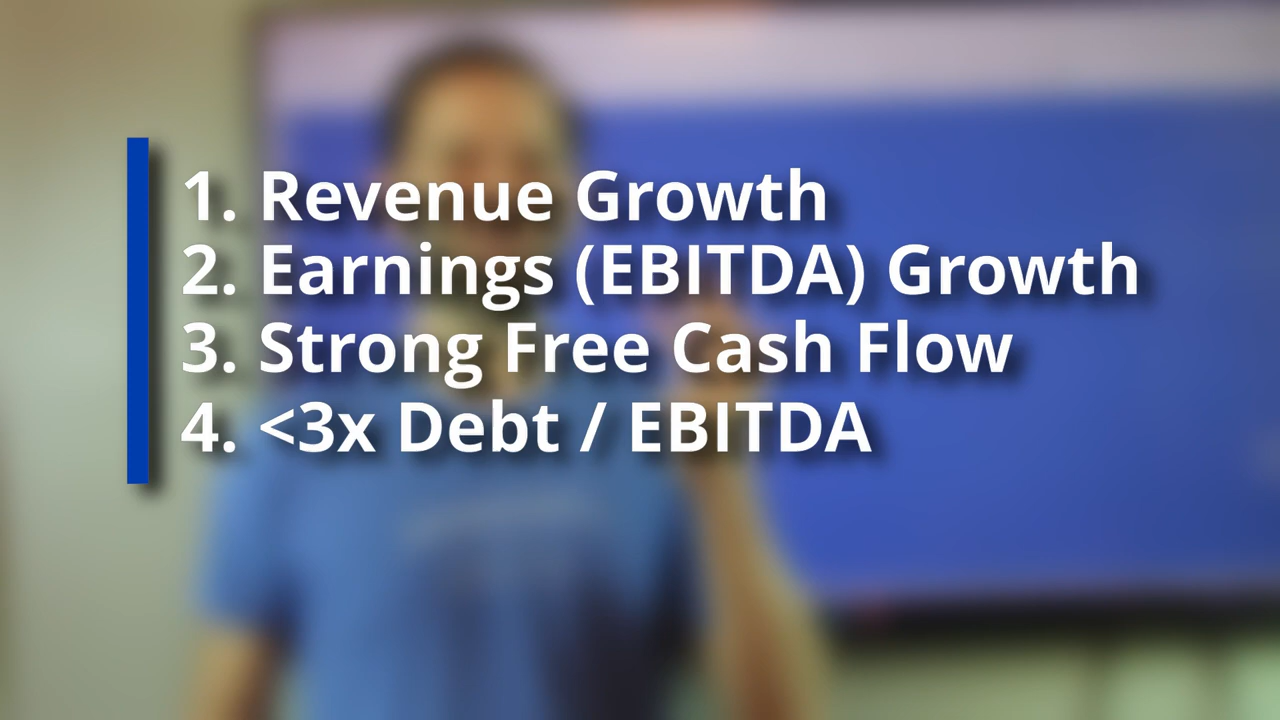 1. Revenue Growth
2. Earnings (EBITDA) Growth
3. Strong Free Cash Flow
4. <3x Debt / EBITDA